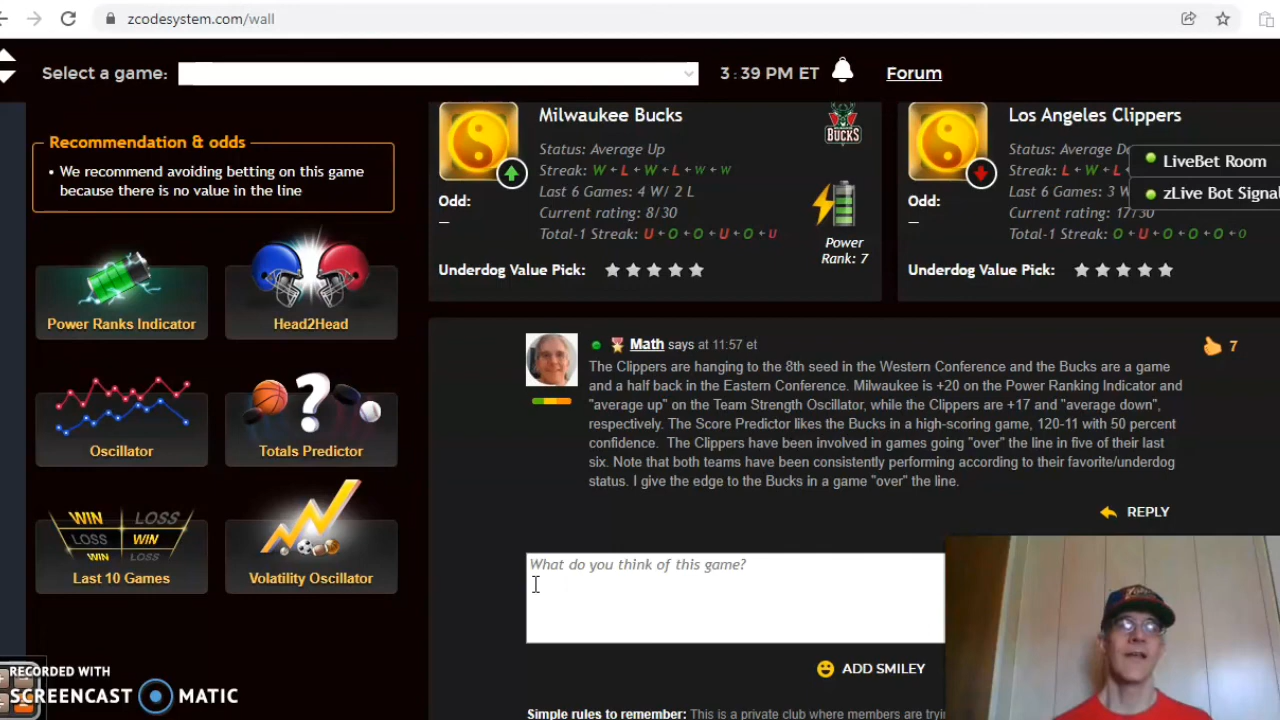 zcodesystem.com/wall
Select a game:
3:39 PM ET
Forum
Recommendation & odds
• We recommend avoiding betting on this game
because there is no value in the line
Power Ranks Indicator
Head2Head
Oscillator
Totals Predictor
WIN LOSS
LOSS WIN
WIN LOSS
Last 10 Games
Volatility Oscillator
Milwaukee Bucks
Status: Average Up
Streak: W L W L W W
Last 6 Games: 4 W/ 2 L
Odd:
Current rating: 8/30
—
Total-1 Streak: U O O U O U
Underdog Value Pick:
BUCKS
Power
Rank: 7
Los Angeles Clippers
Status: Average D
Streak: L W L
Last 6 Games: 3 W
Odd:
Current rating: 17/30
—
Total-1 Streak: O U O O O O
Underdog Value Pick:
LiveBet Room
zLive Bot Signal
Math says at 11:57 et
7
The Clippers are hanging to the 8th seed in the Western Conference and the Bucks are a game
and a half back in the Eastern Conference. Milwaukee is +20 on the Power Ranking Indicator and
"average up" on the Team Strength Oscillator, while the Clippers are +17 and "average down",
respectively. The Score Predictor likes the Bucks in a high-scoring game, 120-11 with 50 percent
confidence. The Clippers have been involved in games going "over" the line in five of their last
six. Note that both teams have been consistently performing according to their favorite/underdog
status. I give the edge to the Bucks in a game "over" the line.
REPLY
What do you think of this game?
ADD SMILEY
Simple rules to remember: This is a private club where members are tryi
RECORDED WITH
SCREENCAST MATIC